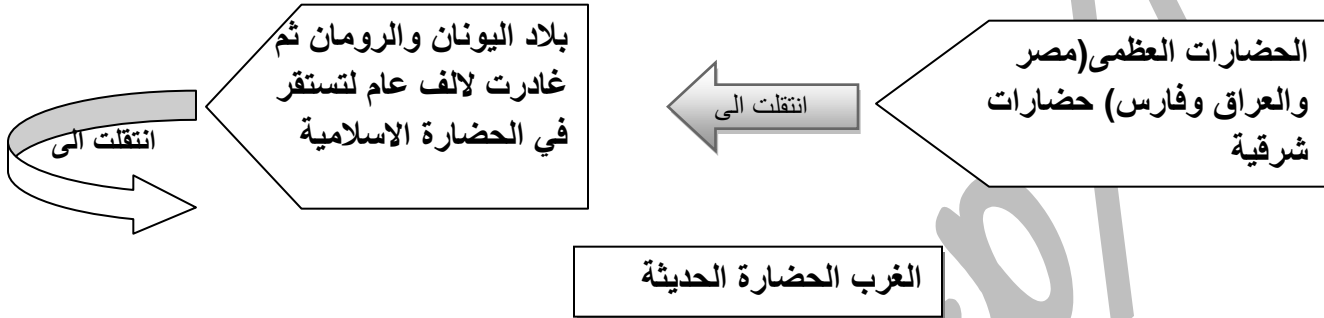 الحضارات العظمى(مصر
والعراق وفارس) حضارات
شرقية
انتقلت الى
بلاد اليونان والرومان ثم
غادرت لالف عام لتستقر
في الحضارة الاسلامية
انتقلت الى
الغرب الحضارة الحديثة